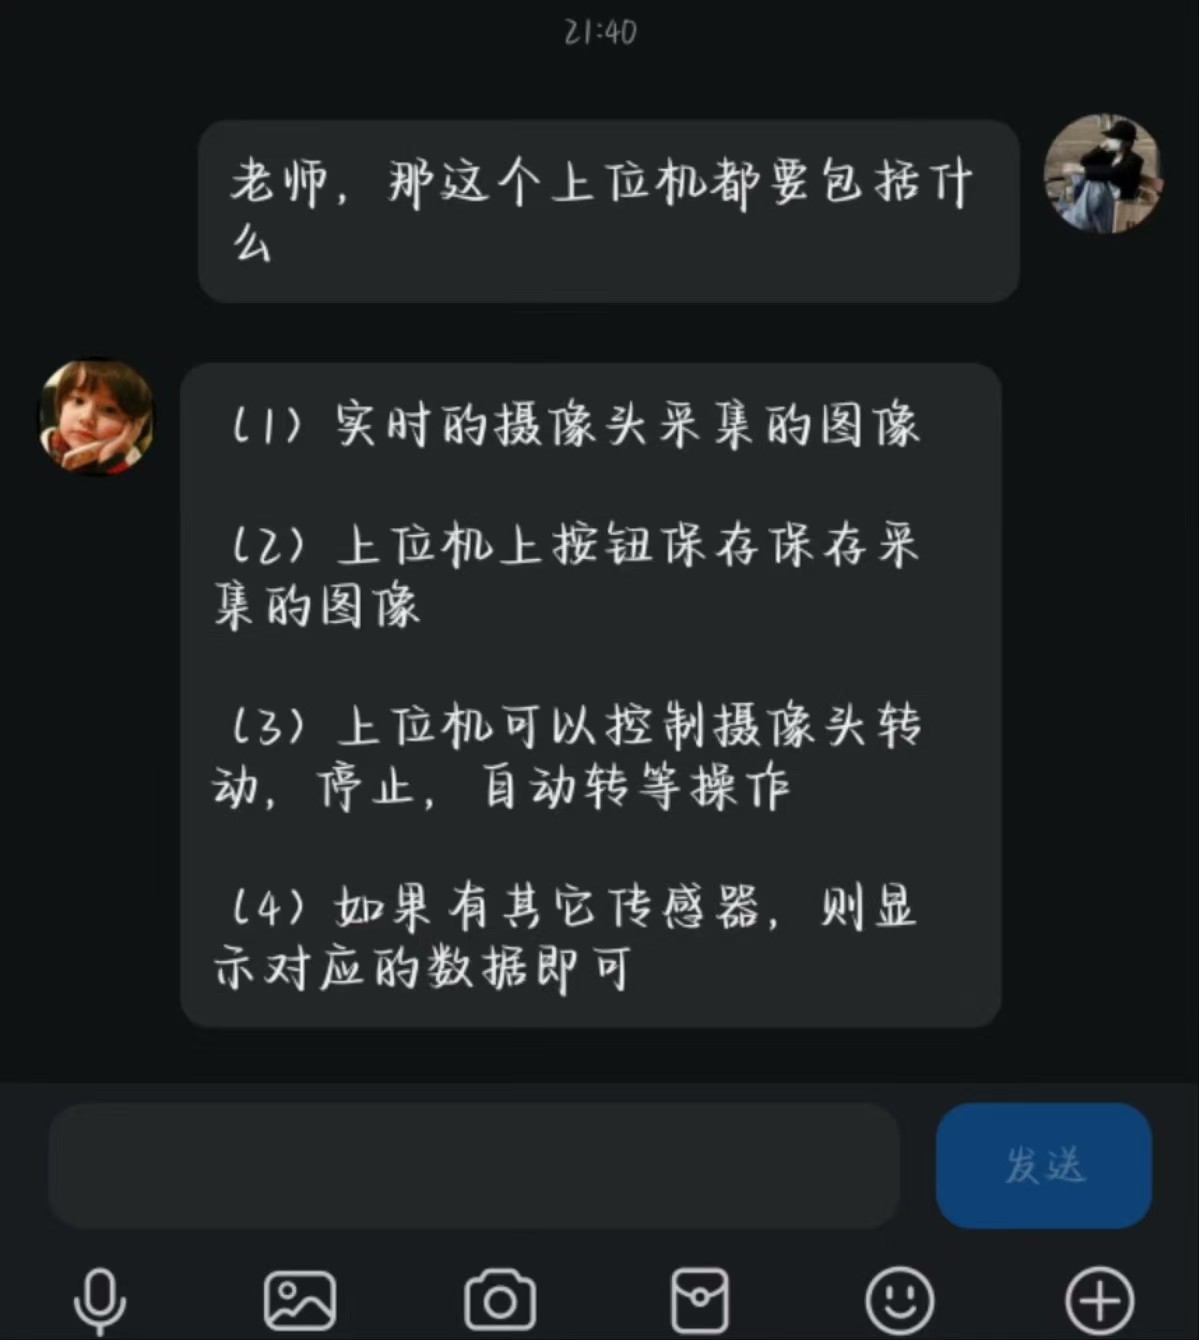 21:40
老师，那这个上位机都要包括什
么
（1）实时的摄像头采集的图像
（2）上位机上按钮保存保存采
集的图像
（3）上位机可以控制摄像头转
动，停止，自动转等操作
（4）如果有其它传感器，则显
示对应的数据即可
发送